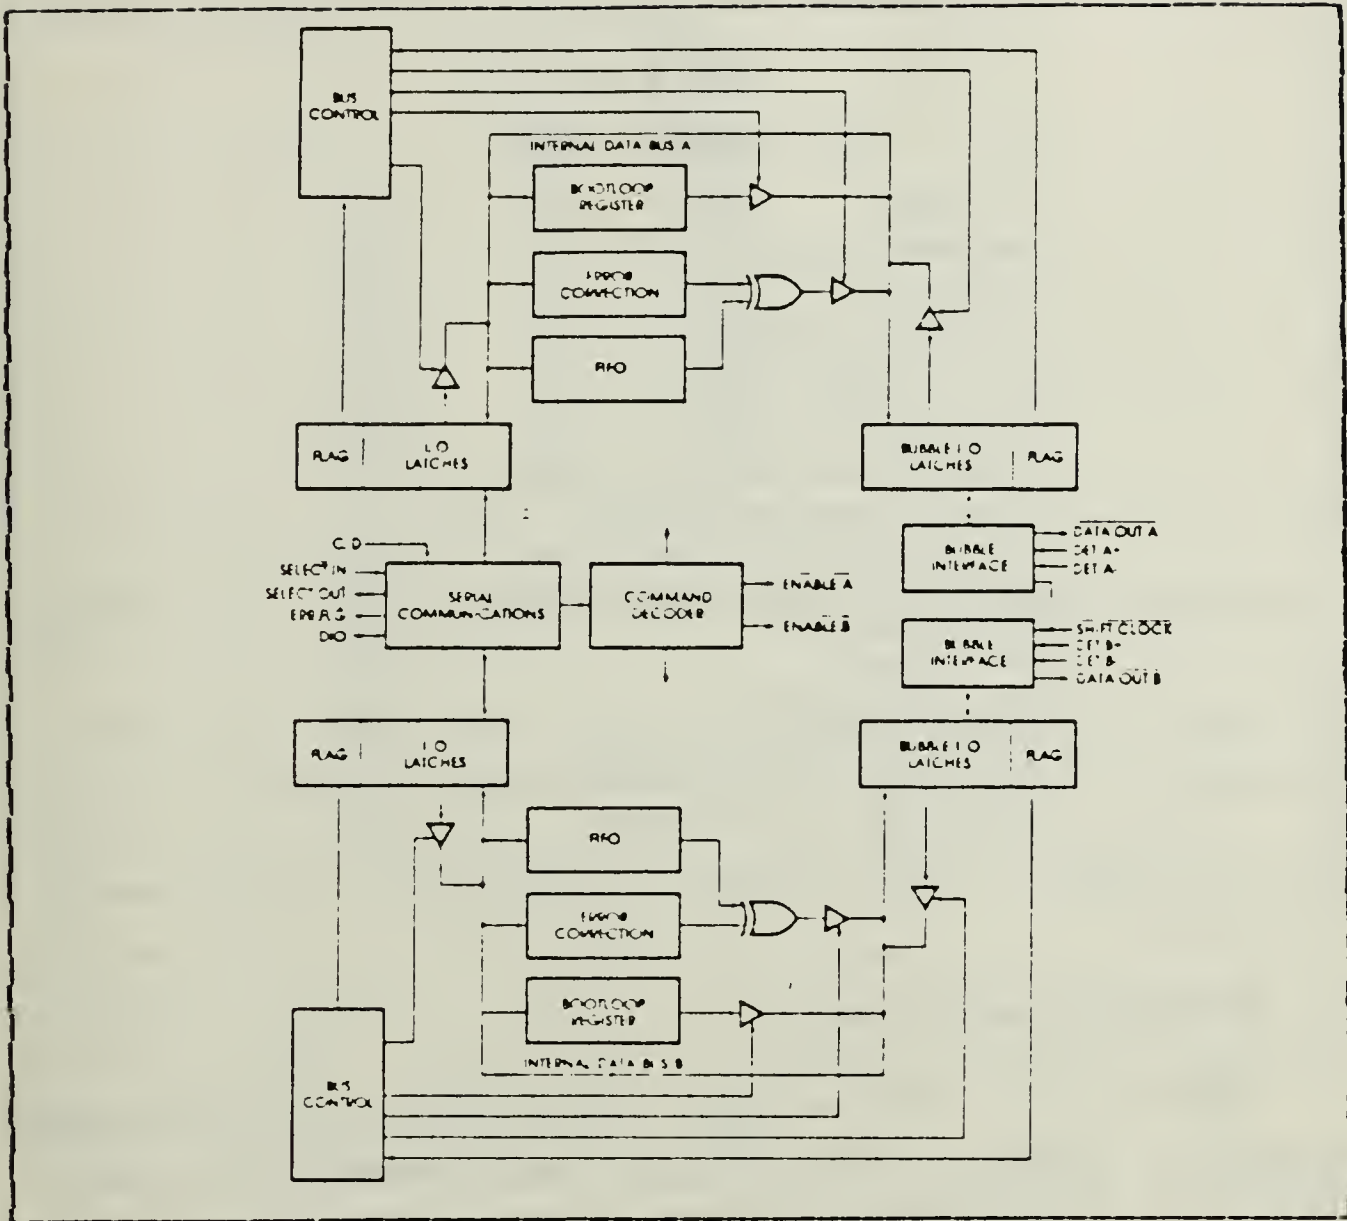 BUS
CONTROL
INTERNAL DATA BUS A
BOOTLOOP
REGISTER
ERROR
CORRECTION
FIFO
FLAG
I/O
LATCHES
BUBBLE I/O
LATCHES
FLAG
C/D
SELECT IN
SELECT OUT
ERR.FLG
DIO
SERIAL
COMMUNICATIONS
COMMAND
DECODER
ENABLE A
ENABLE B
BUBBLE
INTERFACE
DATA OUT A
DET A+
DET A-
BUBBLE
INTERFACE
SHIFT CLOCK
DET B+
DET B-
DATA OUT B
FLAG
I/O
LATCHES
BUBBLE I/O
LATCHES
FLAG
FIFO
ERROR
CORRECTION
BOOTLOOP
REGISTER
INTERNAL DATA BUS B
BUS
CONTROL